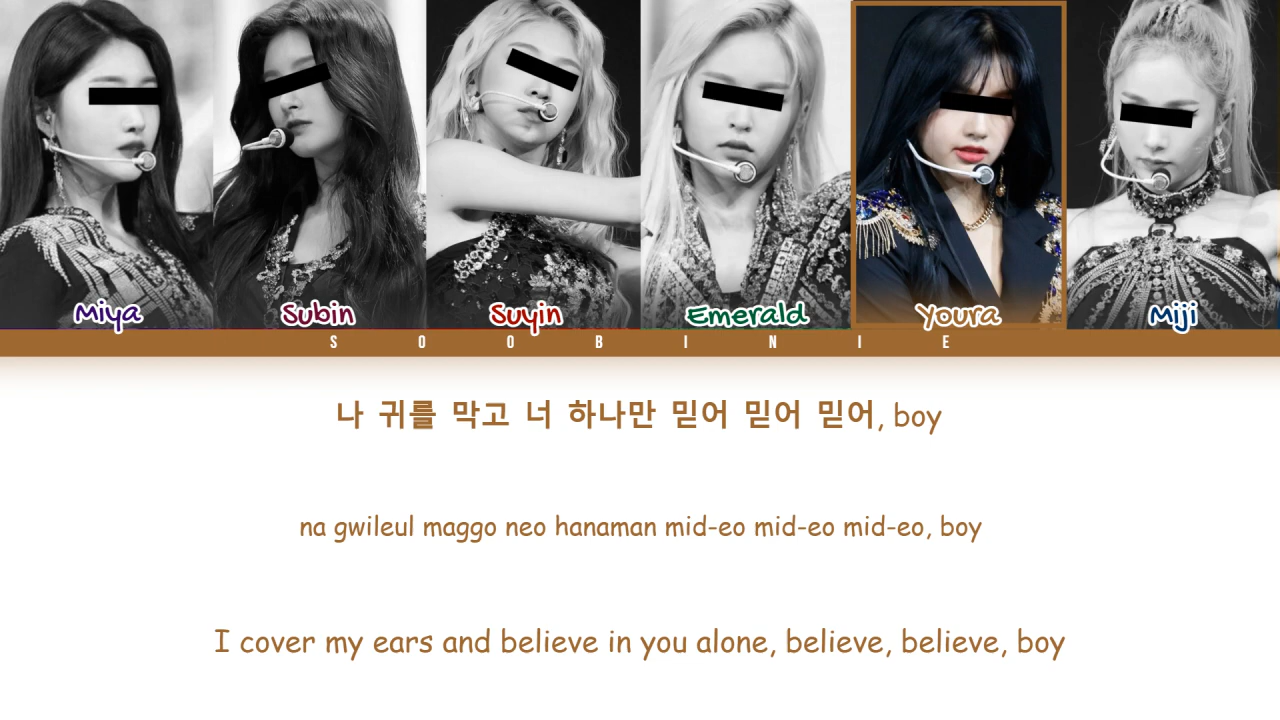 Miya Subin Suyin Emerald Youra Miji
SOOBINIE
나 귀를 막고 너 하나만 믿어 믿어 믿어, boy
na gwileul maggo neo hanaman mid-eo mid-eo mid-eo, boy
I cover my ears and believe in you alone, believe, believe, boy